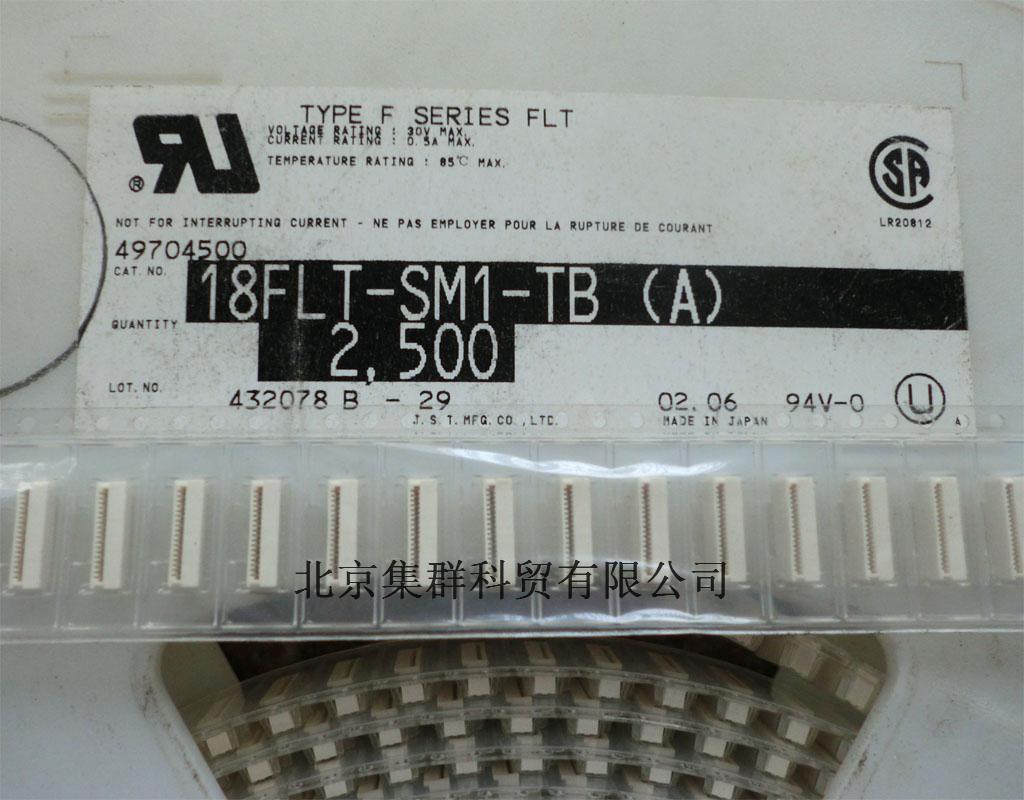 TYPE F SERIES FLT
VOLTAGE RATING : 30V MAX.
CURRENT RATING : 0.5A MAX.
TEMPERATURE RATING : 85℃ MAX.
®
LR20812
NOT FOR INTERRUPTING CURRENT - NE PAS EMPLOYER POUR LA RUPTURE DE COURANT
49704500
CAT. NO. 18FLT-SM1-TB (A)
QUANTITY 2,500
LOT. NO. 432078 B - 29 02.06 94V-0 U
J.S.T.MFG.CO.,LTD. MADE IN JAPAN A
北京集群科贸有限公司